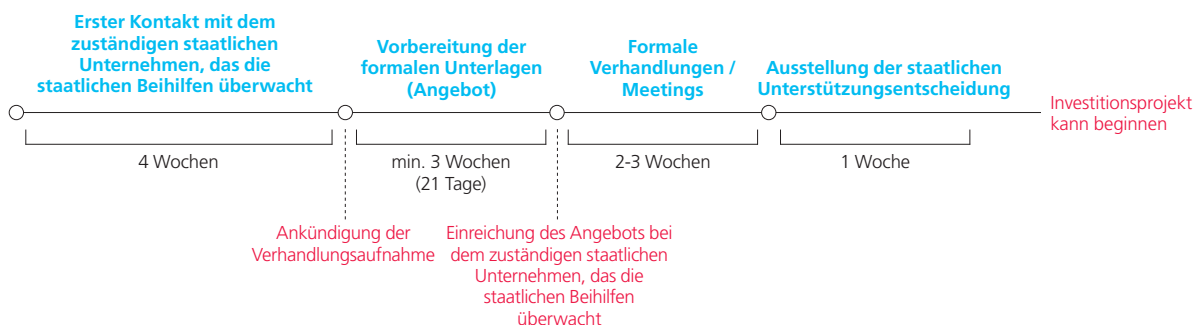 Erster Kontakt mit dem
zuständigen staatlichen
Unternehmen, das die
staatlichen Beihilfen überwacht
Vorbereitung der
formalen Unterlagen
(Angebot)
Formale
Verhandlungen /
Meetings
Ausstellung der staatlichen
Unterstützungsentscheidung
Investitionsprojekt
kann beginnen
4 Wochen
min. 3 Wochen
(21 Tage)
2-3 Wochen
1 Woche
Ankündigung der
Verhandlungsaufnahme
Einreichung des Angebots bei
dem zuständigen staatlichen
Unternehmen, das die
staatlichen Beihilfen
überwacht